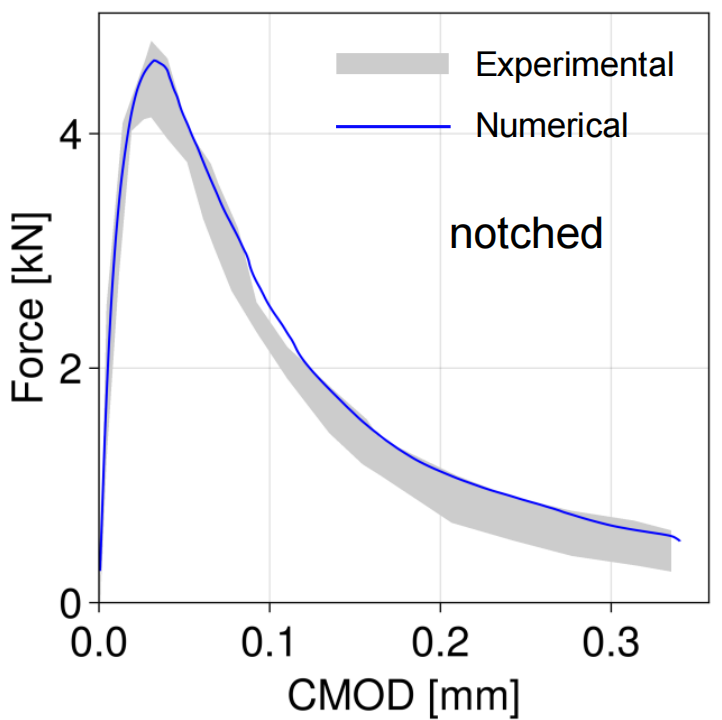 Experimental
Numerical
notched
Force [kN]
4
2
0
0.0 0.1 0.2 0.3
CMOD [mm]